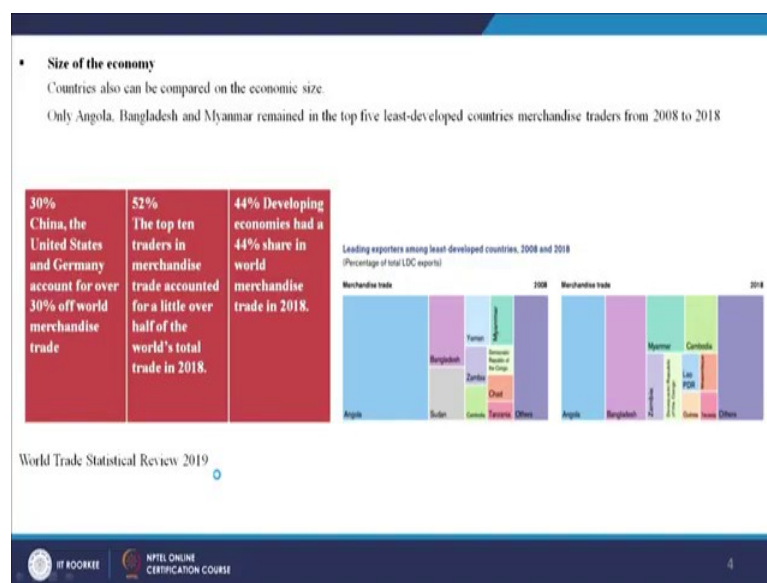 ▪ Size of the economy
Countries also can be compared on the economic size.
Only Angola, Bangladesh and Myanmar remained in the top five least-developed countries merchandise traders from 2008 to 2018
30%
China, the
United States
and Germany
account for over
30% off world
merchandise
trade
52%
The top ten
traders in
merchandise
trade accounted
for a little over
half of the
world's total
trade in 2018.
44% Developing
economies had a
44% share in
world
merchandise
trade in 2018.
Leading exporters among least-developed countries, 2008 and 2018
(Percentage of total LDC exports)
Merchandise trade 2008
Angola
Bangladesh
Sudan
Yemen
Zambia
Cambodia
Myanmar
Democratic
Republic of
the Congo
Chad
Tanzania
Others
Merchandise trade 2018
Angola
Bangladesh
Myanmar
Zambia
Democratic Republic
of the Congo
Cambodia
Lao
PDR
Mozambique
Guinea
Tanzania
Others
World Trade Statistical Review 2019
IIT ROORKEE
NPTEL ONLINE
CERTIFICATION COURSE
4